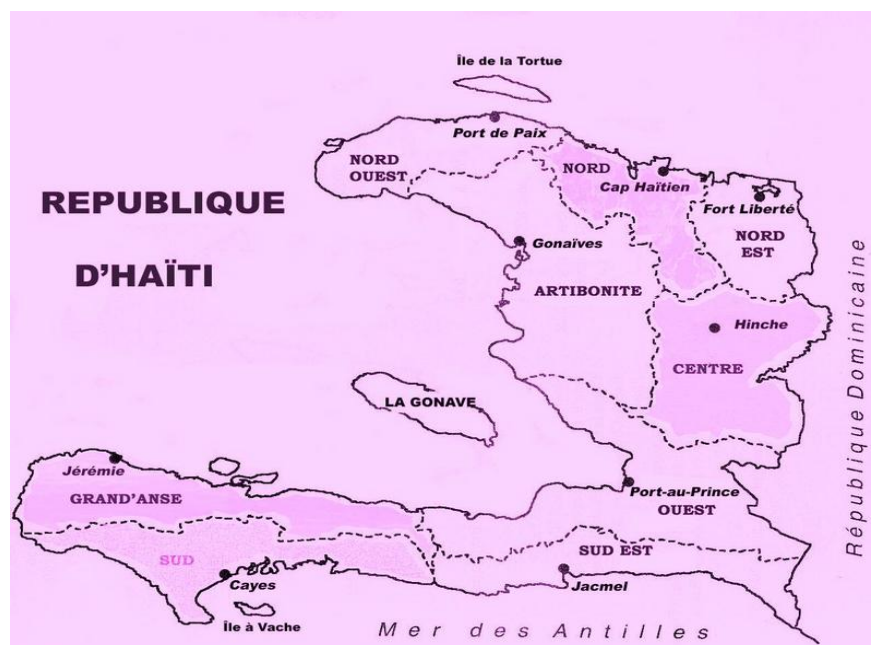 Île de la Tortue
Port de Paix
NORD
OUEST
NORD
Cap Haïtien
Fort Liberté
REPUBLIQUE
D'HAÏTI
NORD
EST
Gonaïves
ARTIBONITE
Hinche
CENTRE
République Dominicaine
LA GONAVE
Jérémie
GRAND'ANSE
Port-au-Prince
OUEST
SUD EST
SUD
Cayes
Jacmel
Île à Vache
Mer des Antilles